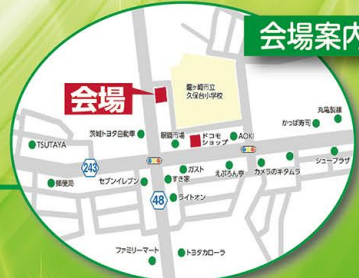 会場案内
会場
龍ヶ崎市立
久保台小学校
茨城トヨタ自動車
眼鏡市場
ドコモ
ショップ
AOKI
かっぱ寿司
丸亀製麺
TSUTAYA
243
郵便局
セブンイレブン
ガスト
すき家
えぶろん亭
カメラのキタムラ
シュープラザ
48
ライトオン
ファミリーマート
トヨタカローラ